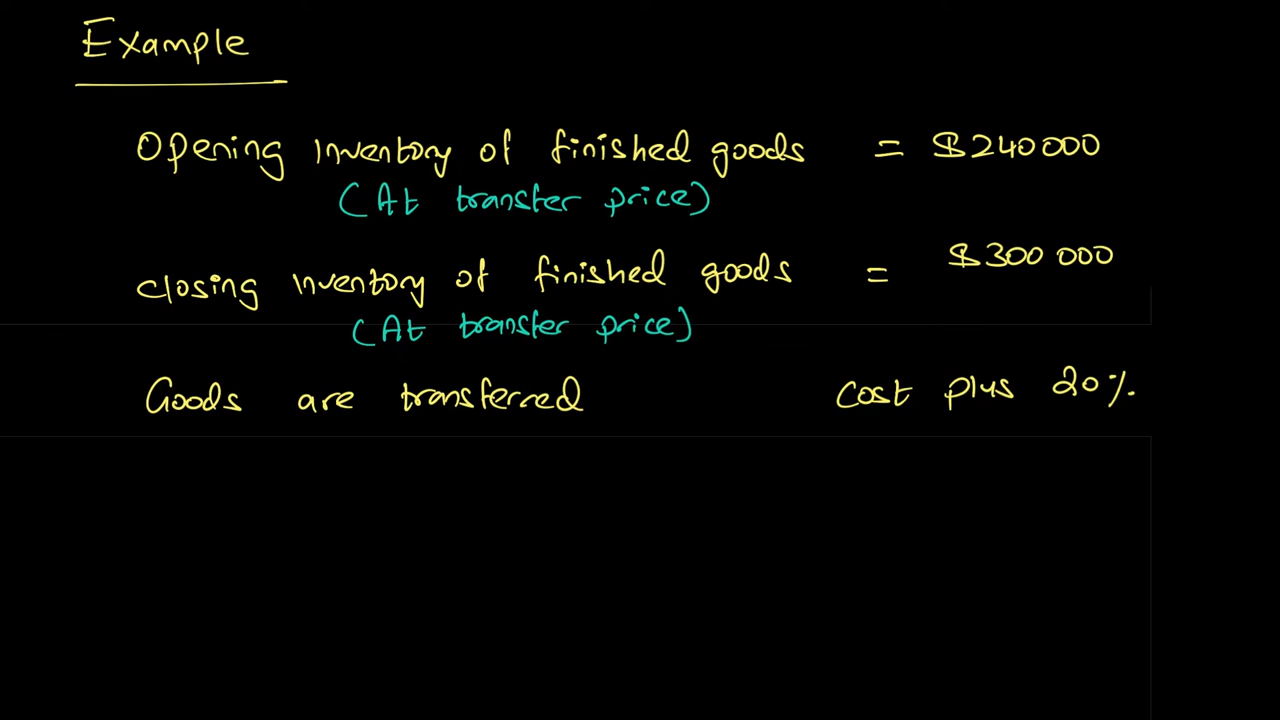 Example
Opening inventory of finished goods = $240000
(At transfer price)
closing inventory of finished goods = $300 000
(At transfer price)
Goods are transferred cost plus 20%